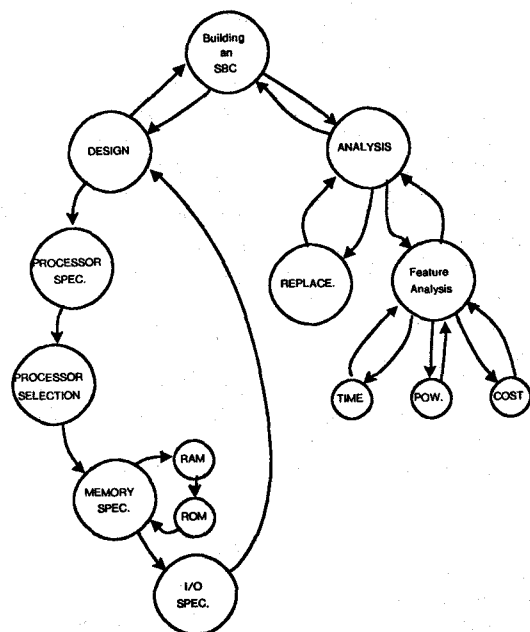 Building
an
SBC
DESIGN
ANALYSIS
PROCESSOR
SPEC.
REPLACE.
Feature
Analysis
PROCESSOR
SELECTION
TIME
POW.
COST
RAM
MEMORY
SPEC.
ROM
I/O
SPEC.